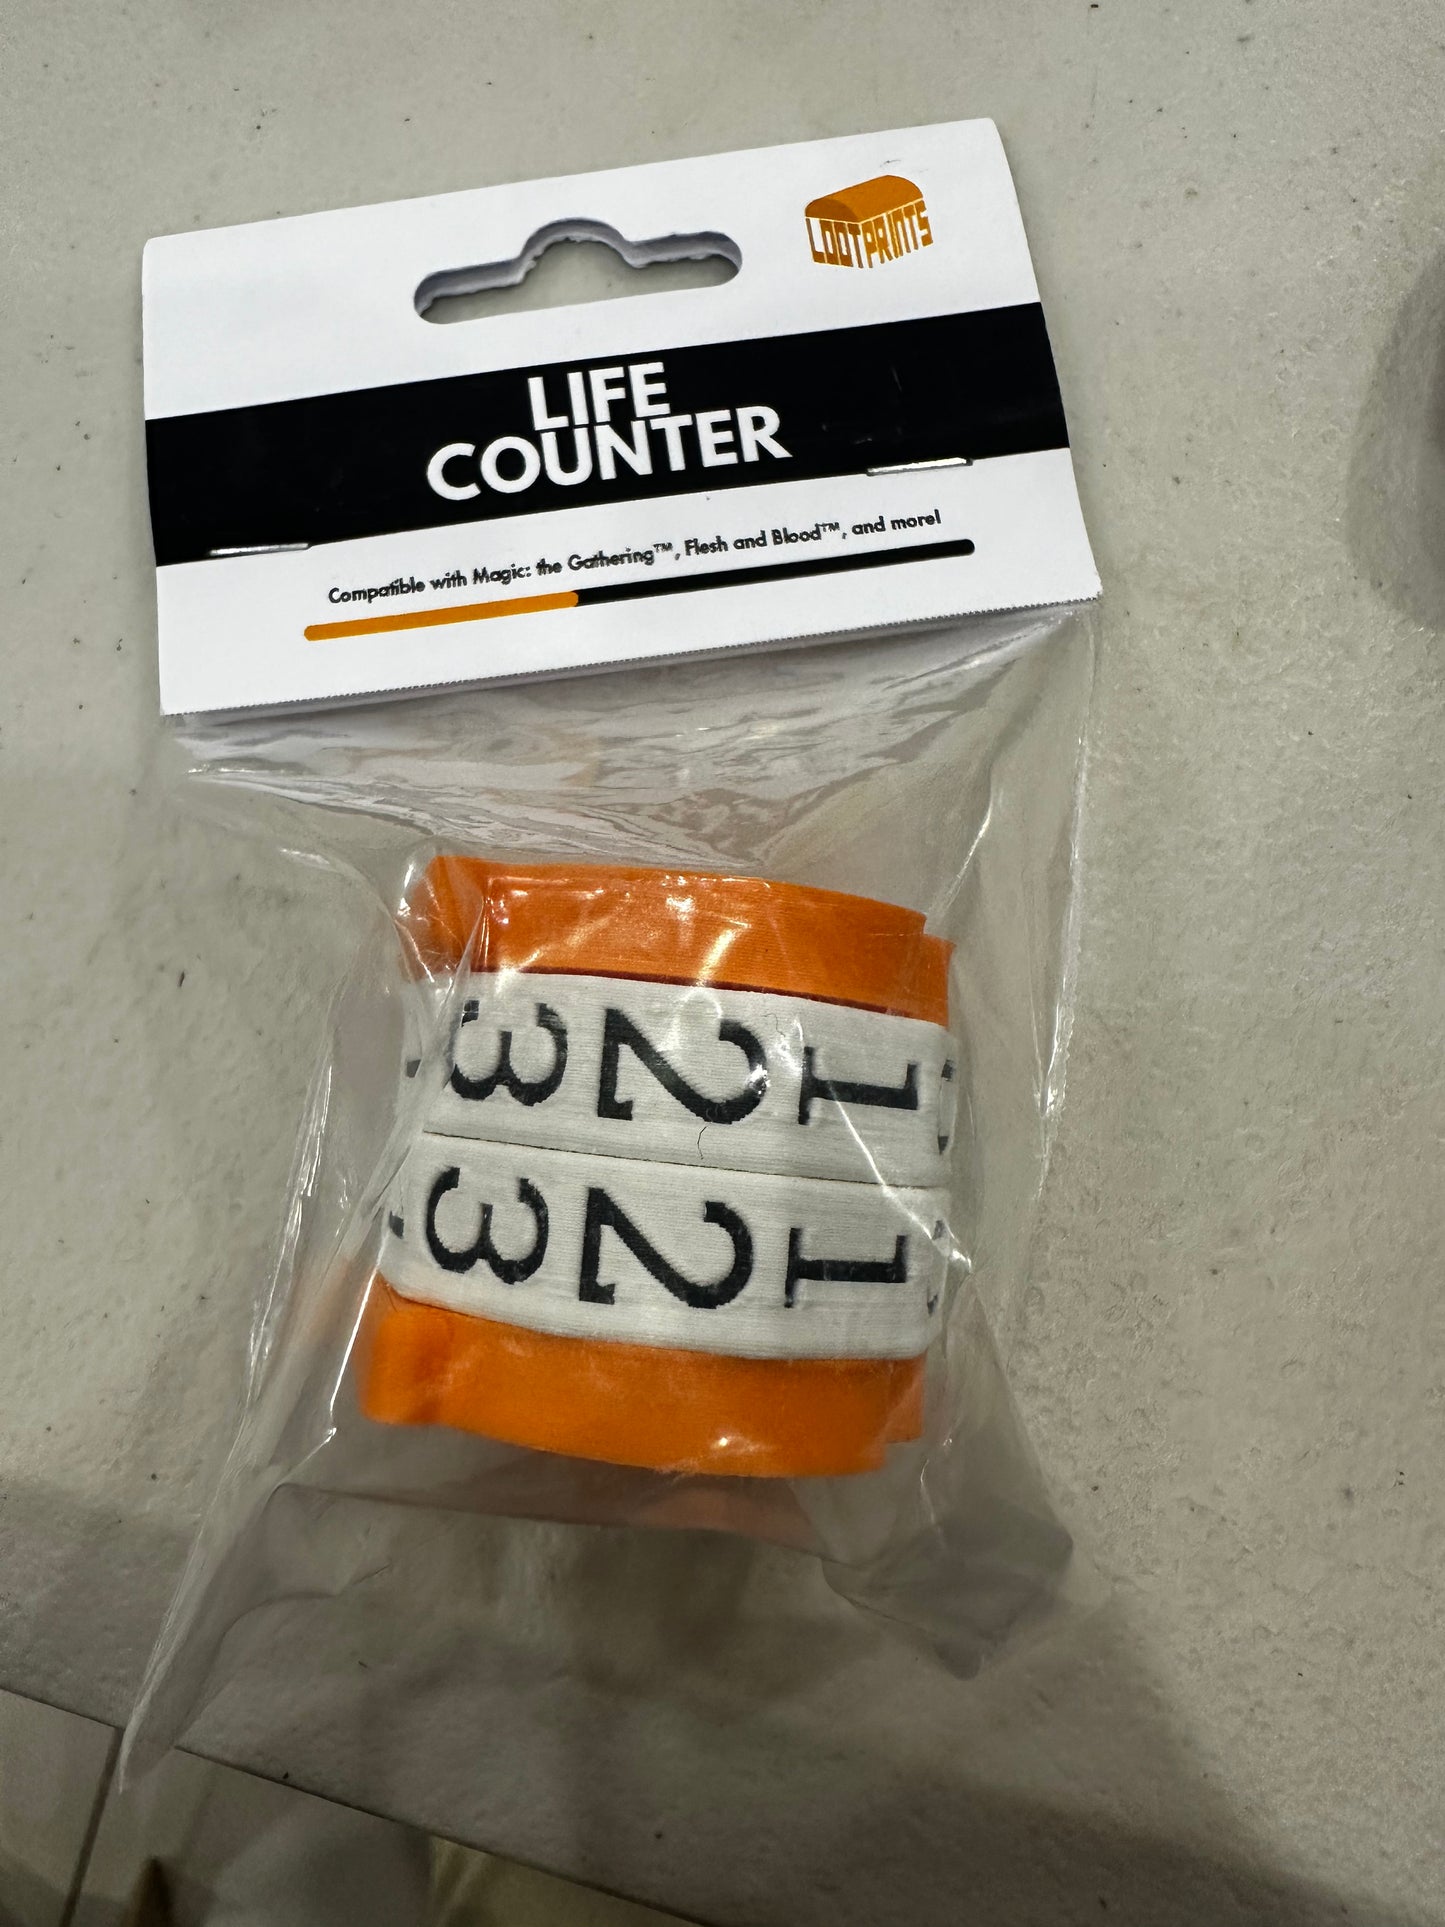 LOOTPRINTS
LIFE
COUNTER
Compatible with Magic: the Gathering™, Flesh and Blood™, and more!
3 2 1
3 2 1